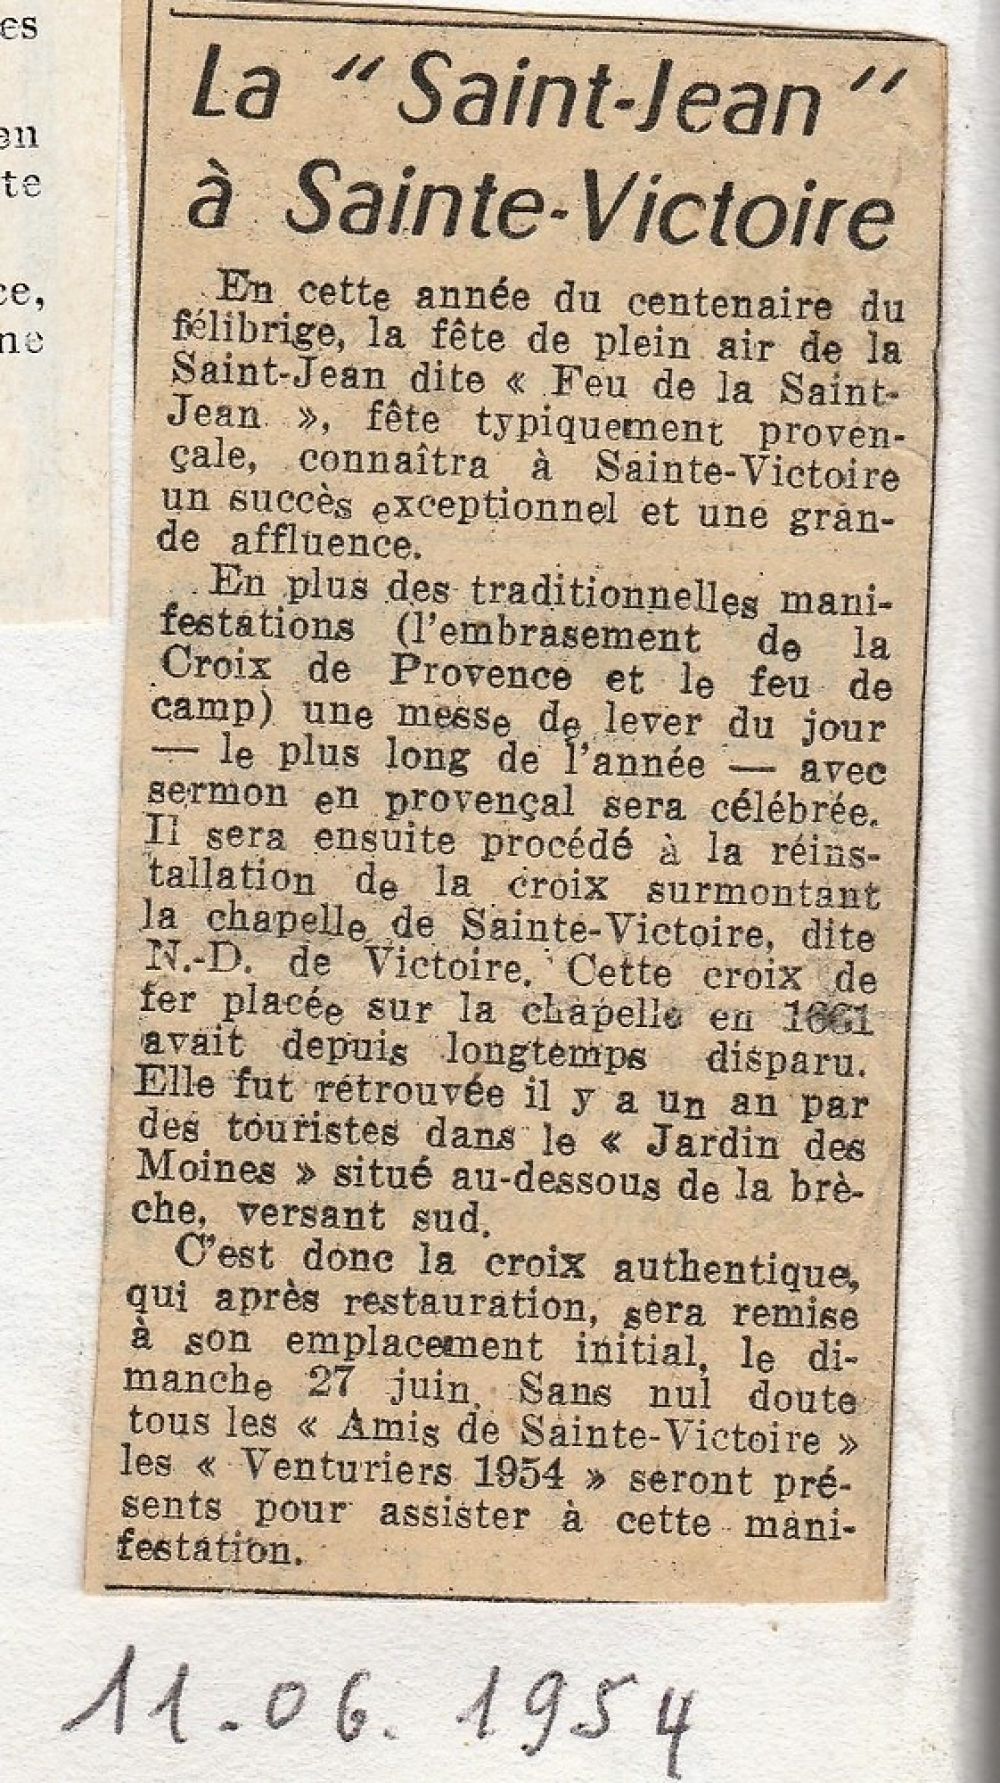 es
en
te
ce,
ne
La "Saint-Jean"
à Sainte-Victoire
En cette année du centenaire du
félibrige, la fête de plein air de la
Saint-Jean dite « Feu de la Saint-
Jean », fête typiquement proven-
çale, connaîtra à Sainte-Victoire
un succès exceptionnel et une gran-
de affluence.
En plus des traditionnelles mani-
festations (l'embrasement de la
Croix de Provence et le feu de
camp) une messe de lever du jour
— le plus long de l'année — avec
sermon en provençal sera célébrée.
Il sera ensuite procédé à la réins-
tallation de la croix surmontant
la chapelle de Sainte-Victoire, dite
N.-D. de Victoire. Cette croix de
fer placée sur la chapelle en 1661
avait depuis longtemps disparu.
Elle fut retrouvée il y a un an par
des touristes dans le « Jardin des
Moines » situé au-dessous de la brè-
che, versant sud.
C'est donc la croix authentique,
qui après restauration, sera remise
à son emplacement initial, le di-
manche 27 juin. Sans nul doute
tous les « Amis de Sainte-Victoire »
les « Venturiers 1954 » seront pré-
sents pour assister à cette mani-
festation.
11.06.1954